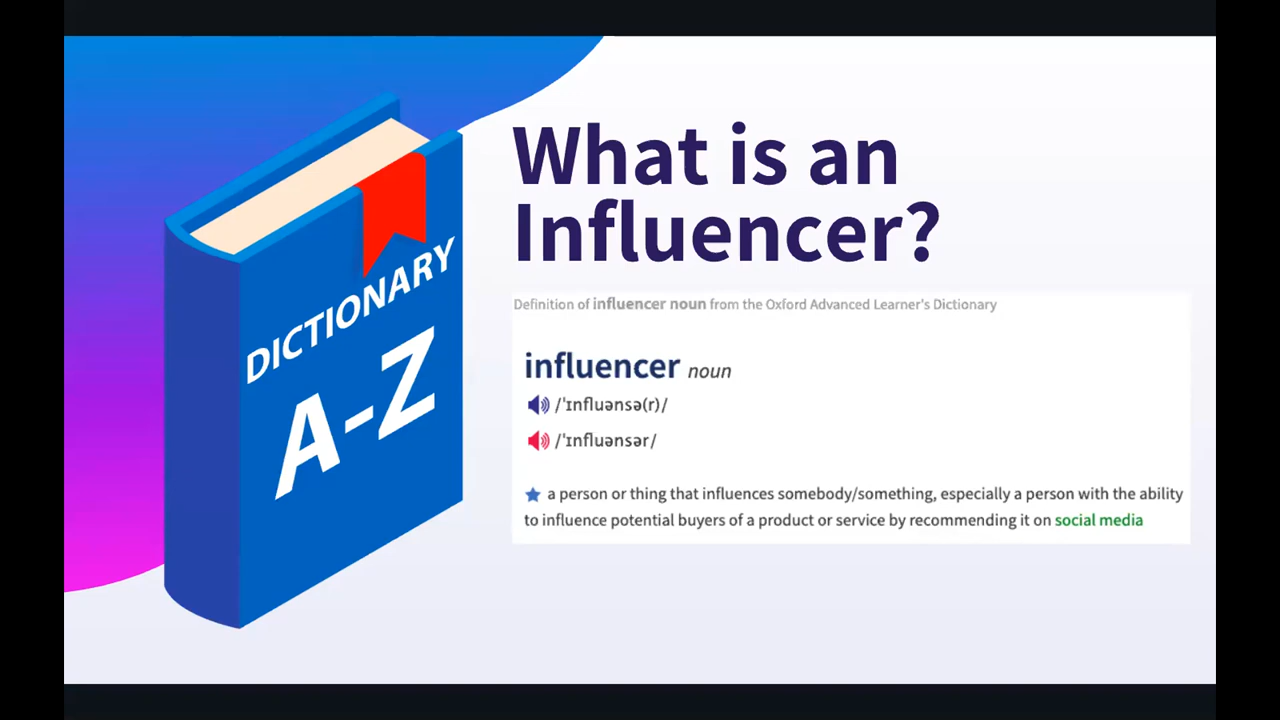 DICTIONARY
A-Z
What is an
Influencer?
Definition of influencer noun from the Oxford Advanced Learner's Dictionary
influencer noun
/ˈɪnfluənsə(r)/
/ˈɪnfluənsər/
a person or thing that influences somebody/something, especially a person with the ability
to influence potential buyers of a product or service by recommending it on social media